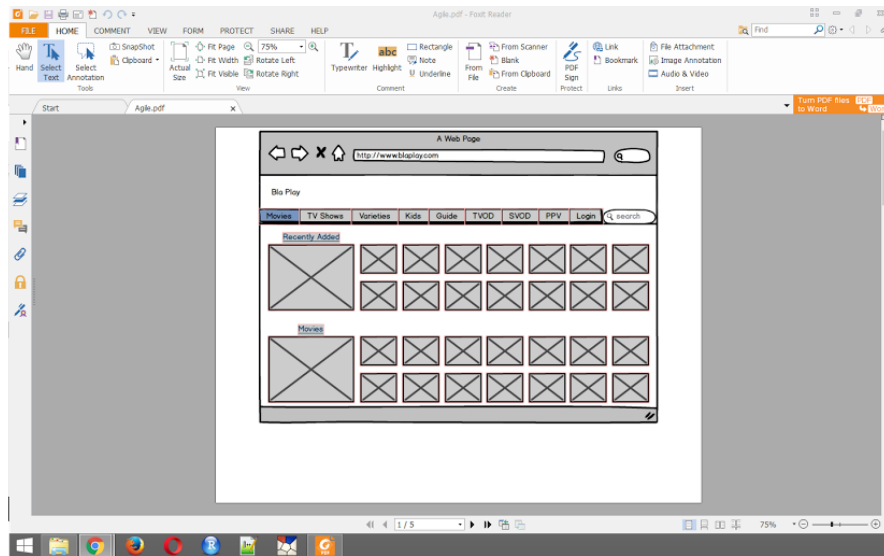 Agile.pdf - Foxit Reader
FILE HOME COMMENT VIEW FORM PROTECT SHARE HELP
Find
Hand
Select Text
Select Annotation
SnapShot
Clipboard
Tools
Actual Size
Fit Page
Fit Width
Fit Visible
75%
Rotate Left
Rotate Right
View
Typewriter
abc
Highlight
Rectangle
Note
U Underline
Comment
From File
From Scanner
Blank
From Clipboard
Create
PDF Sign
Protect
Link
Bookmark
Links
File Attachment
Image Annotation
Audio & Video
Insert
Start Agile.pdf x
Turn PDF files
to Word
A Web Page
http://www.blaplay.com
Bla Play
Movies TV Shows Varieties Kids Guide TVOD SVOD PPV Login search
Recently Added
Movies
1 / 5
75%